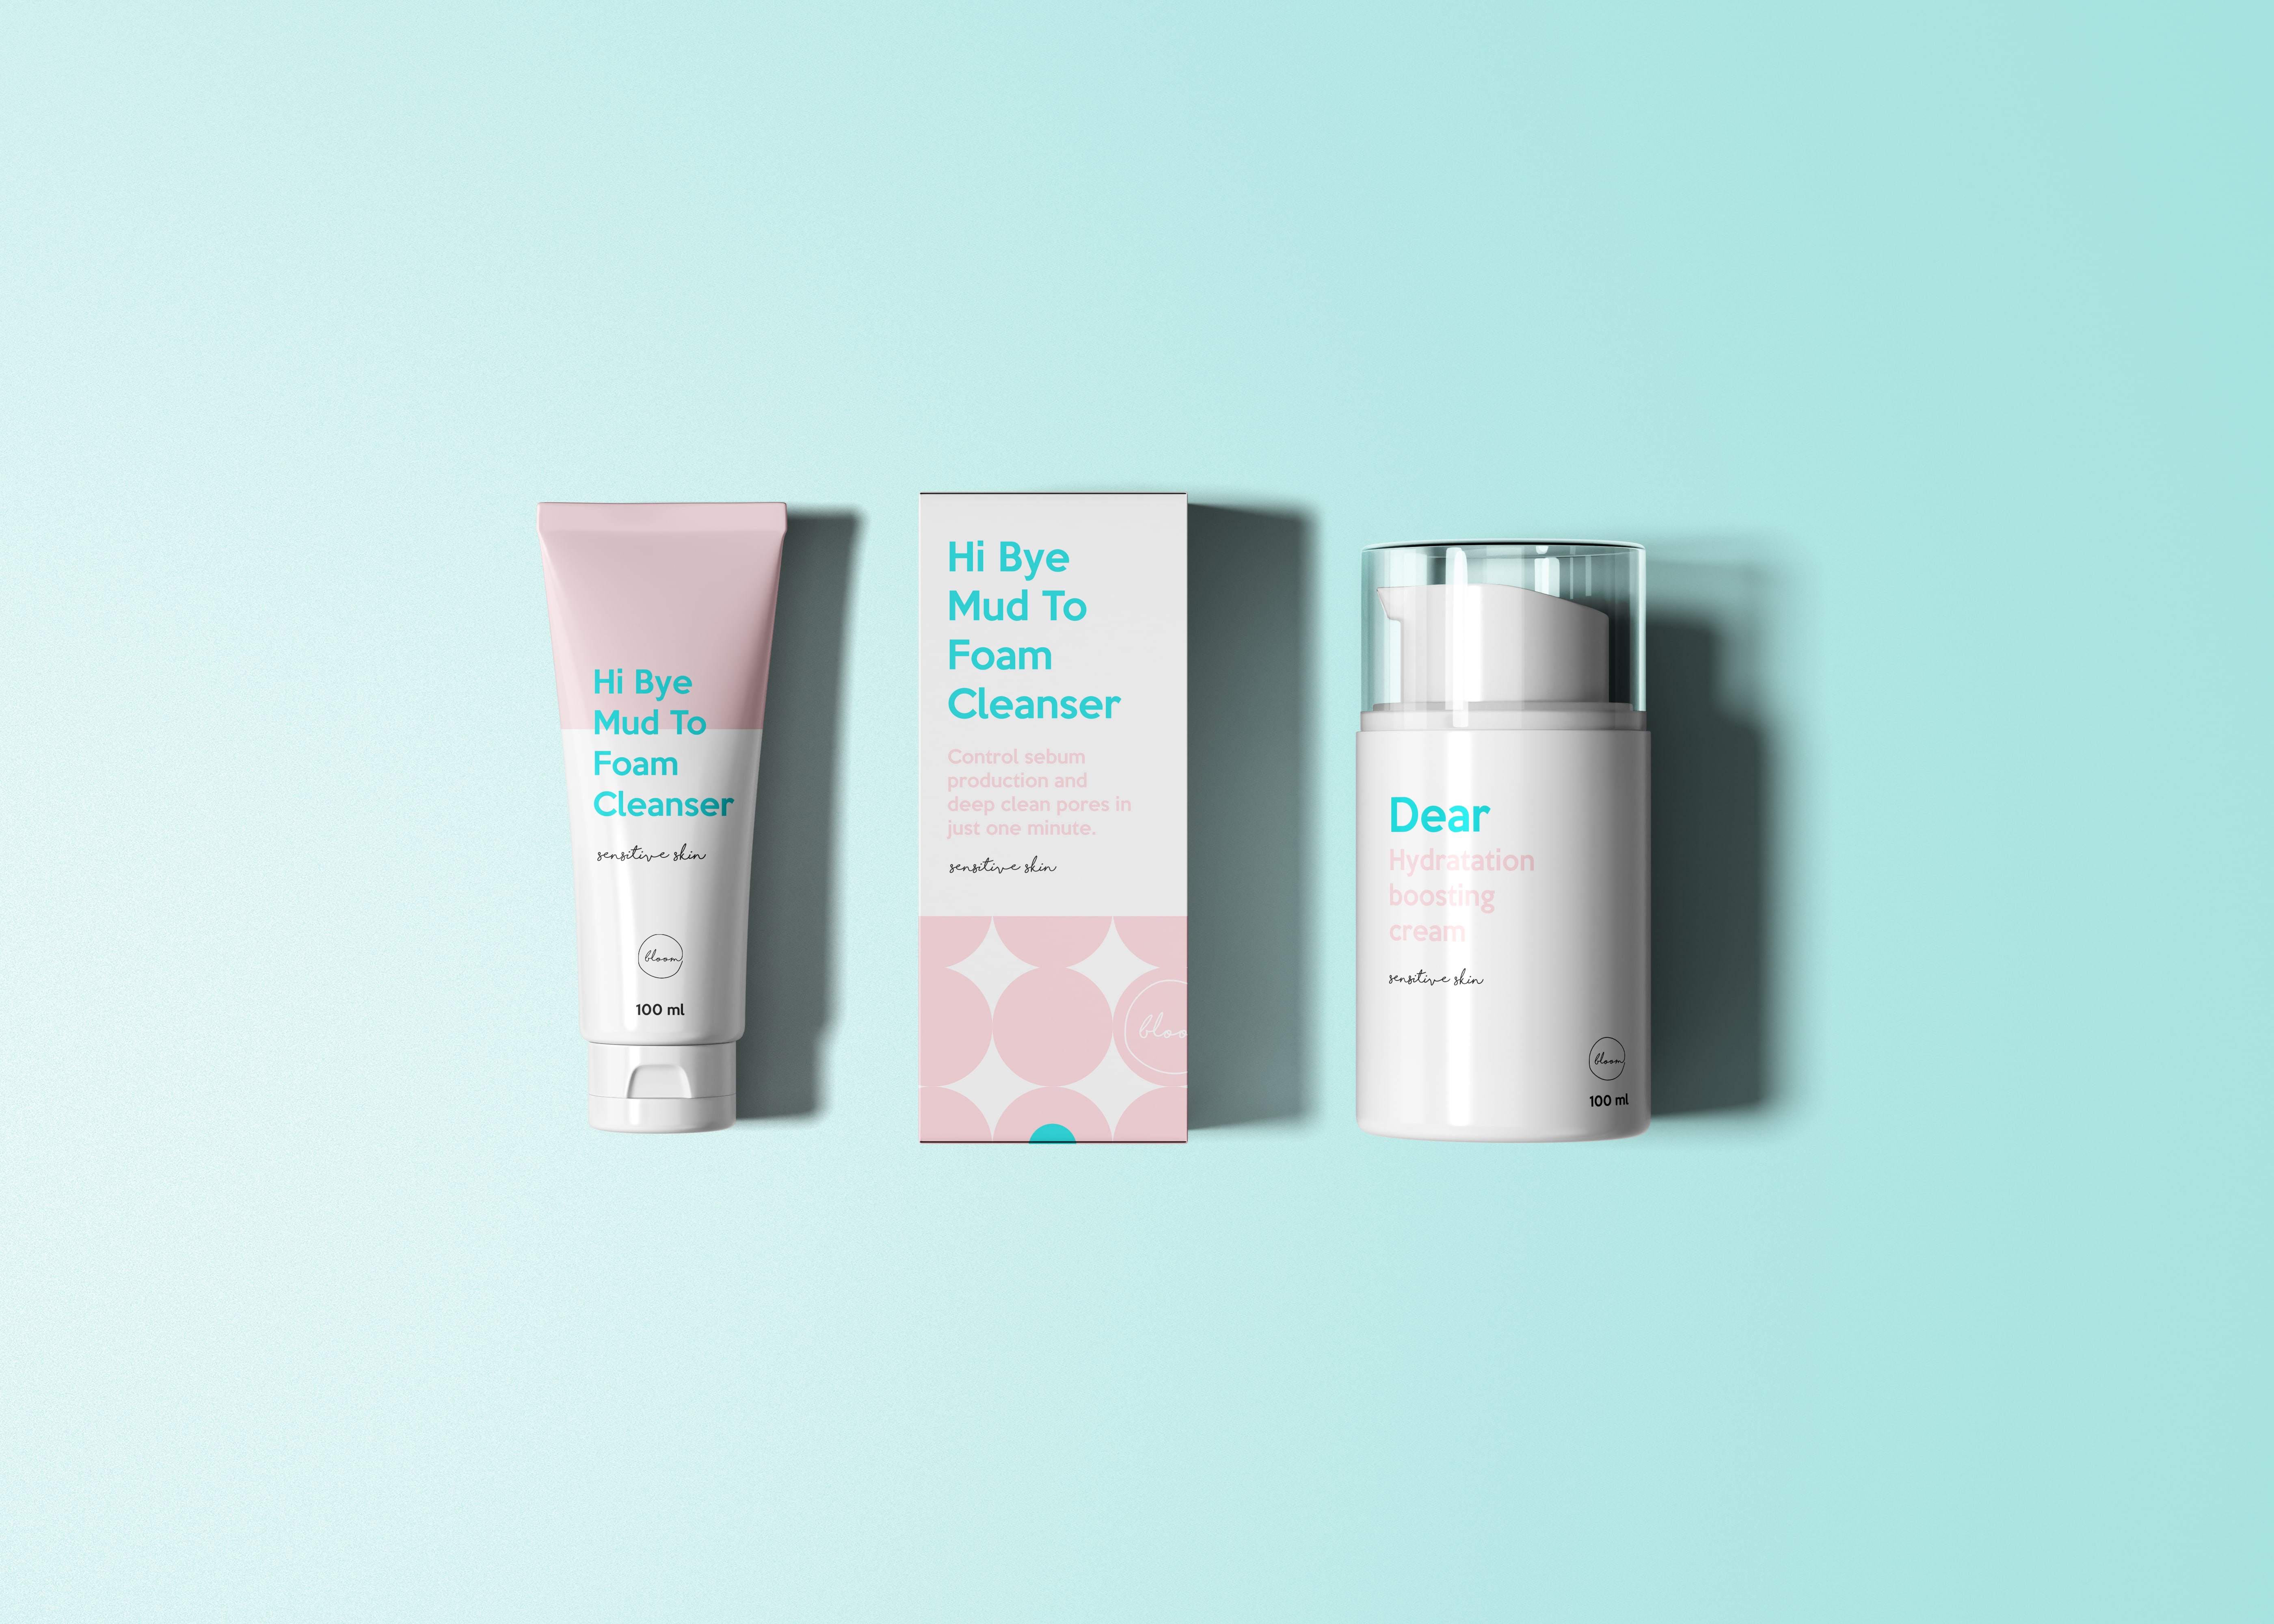 Hi Bye
Mud To
Foam
Cleanser
sensitive skin
bloom
100 ml
Hi Bye
Mud To
Foam
Cleanser
Control sebum
production and
deep clean pores in
just one minute.
sensitive skin
bloo
Dear
Hydratation
boosting
cream
sensitive skin
bloom
100 ml